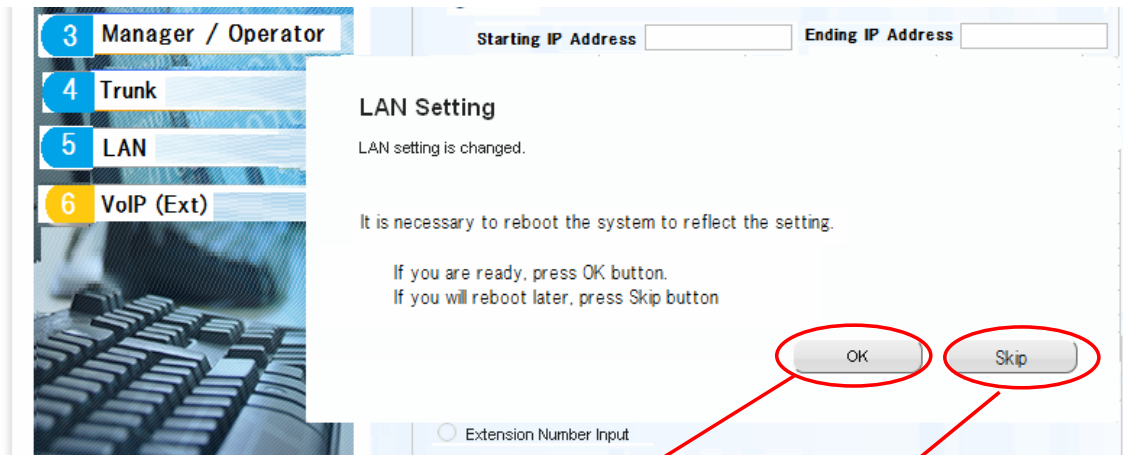 3 Manager / Operator
Starting IP Address
Ending IP Address
4 Trunk
5 LAN
6 VoIP (Ext)
LAN Setting
LAN setting is changed.
It is necessary to reboot the system to reflect the setting.
If you are ready, press OK button.
If you will reboot later, press Skip button
OK
Skip
Extension Number Input